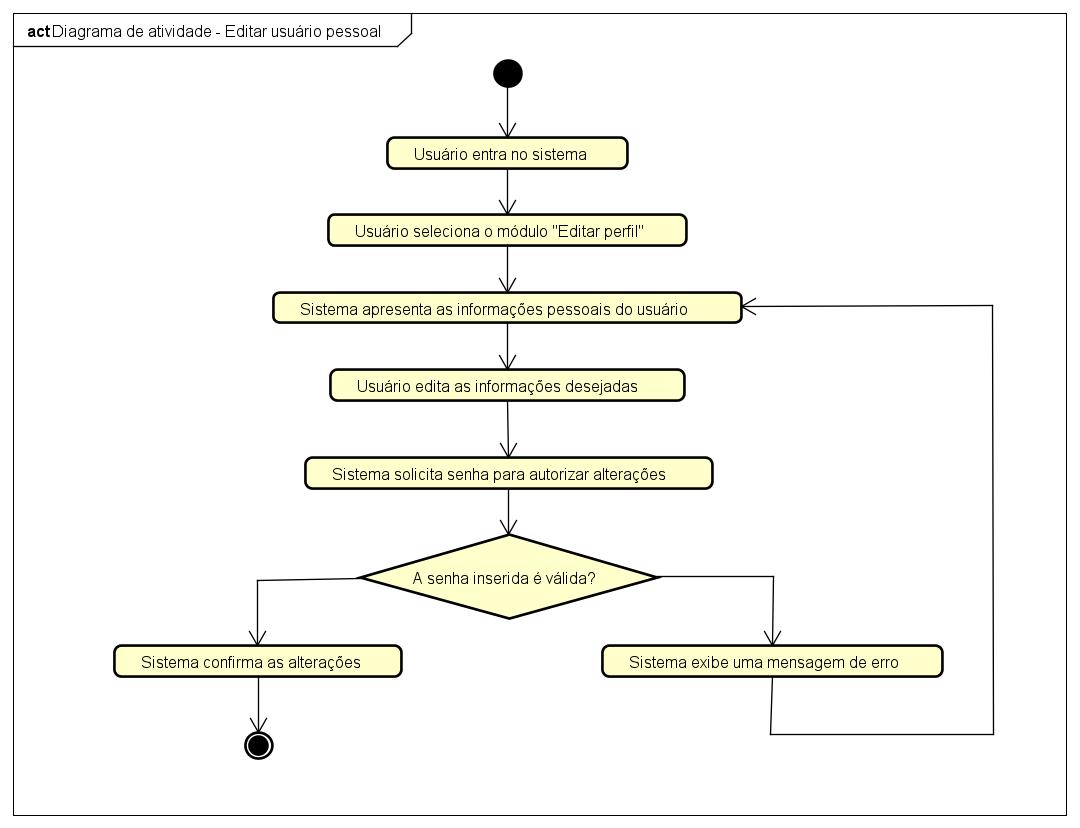 act Diagrama de atividade - Editar usuário pessoal
Usuário entra no sistema
Usuário seleciona o módulo "Editar perfil"
Sistema apresenta as informações pessoais do usuário
Usuário edita as informações desejadas
Sistema solicita senha para autorizar alterações
A senha inserida é válida?
Sistema confirma as alterações
Sistema exibe uma mensagem de erro